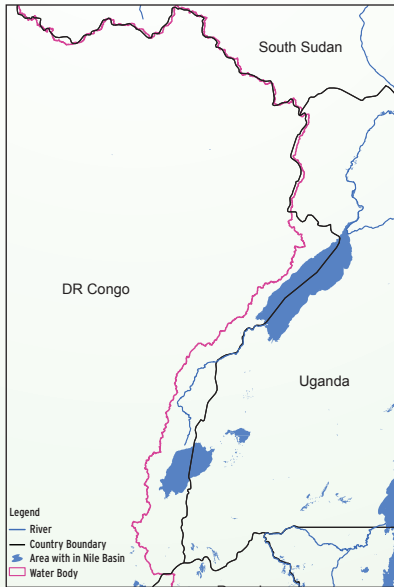 South Sudan
DR Congo
Uganda
Legend
River
Country Boundary
Area with in Nile Basin
Water Body